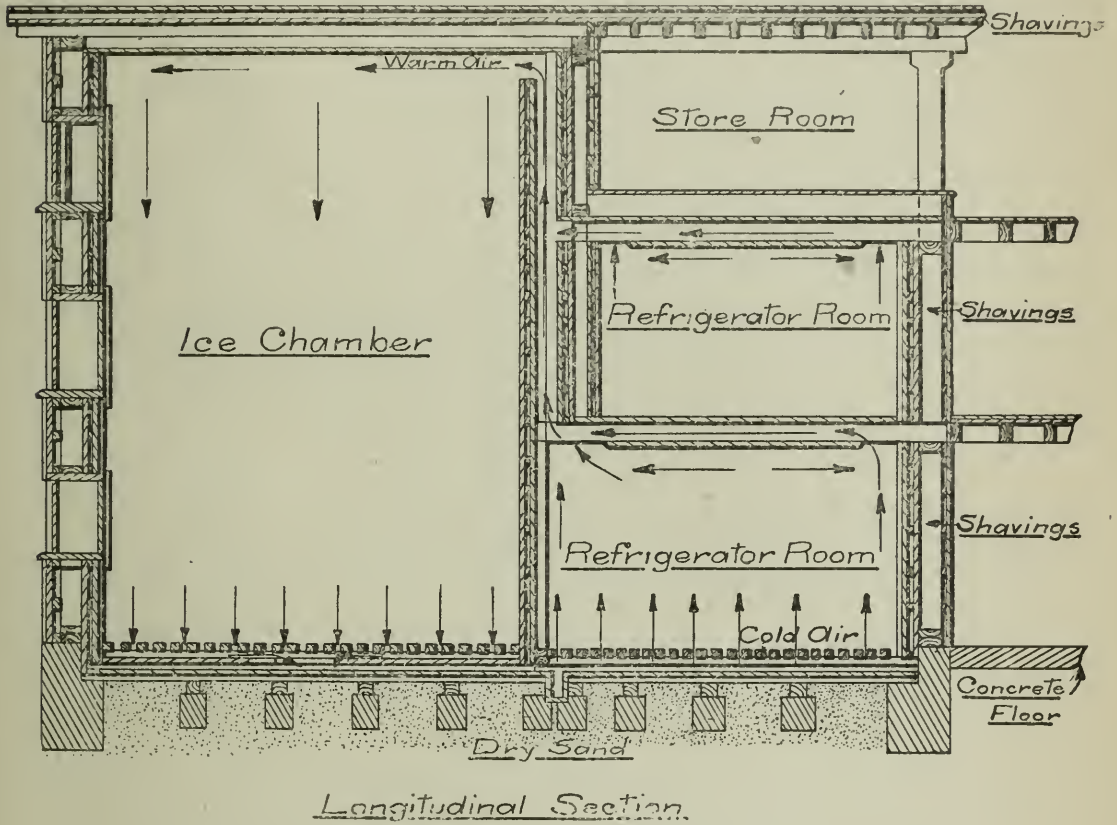 Shavings
Warm Air
Store Room
Ice Chamber
Refrigerator Room
Shavings
Shavings
Refrigerator Room
Cold Air
Concrete
Floor
Dry Sand
Longitudinal Section